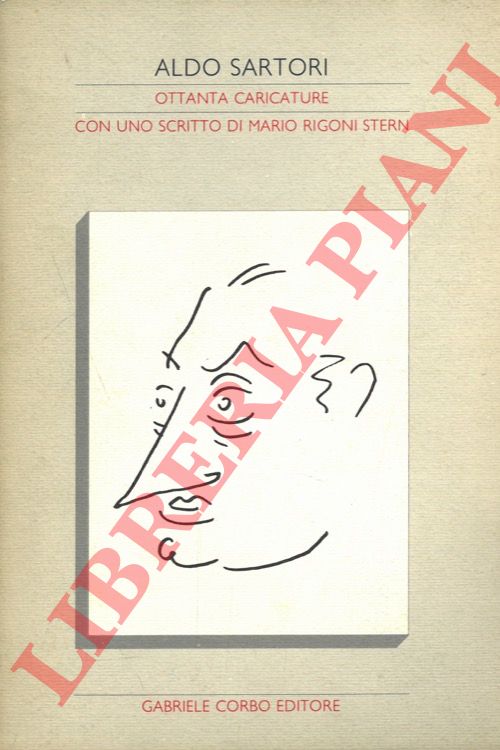 ALDO SARTORI
OTTANTA CARICATURE
CON UNO SCRITTO DI MARIO RIGONI STERN
LIBRERIA PIANI
GABRIELE CORBO EDITORE